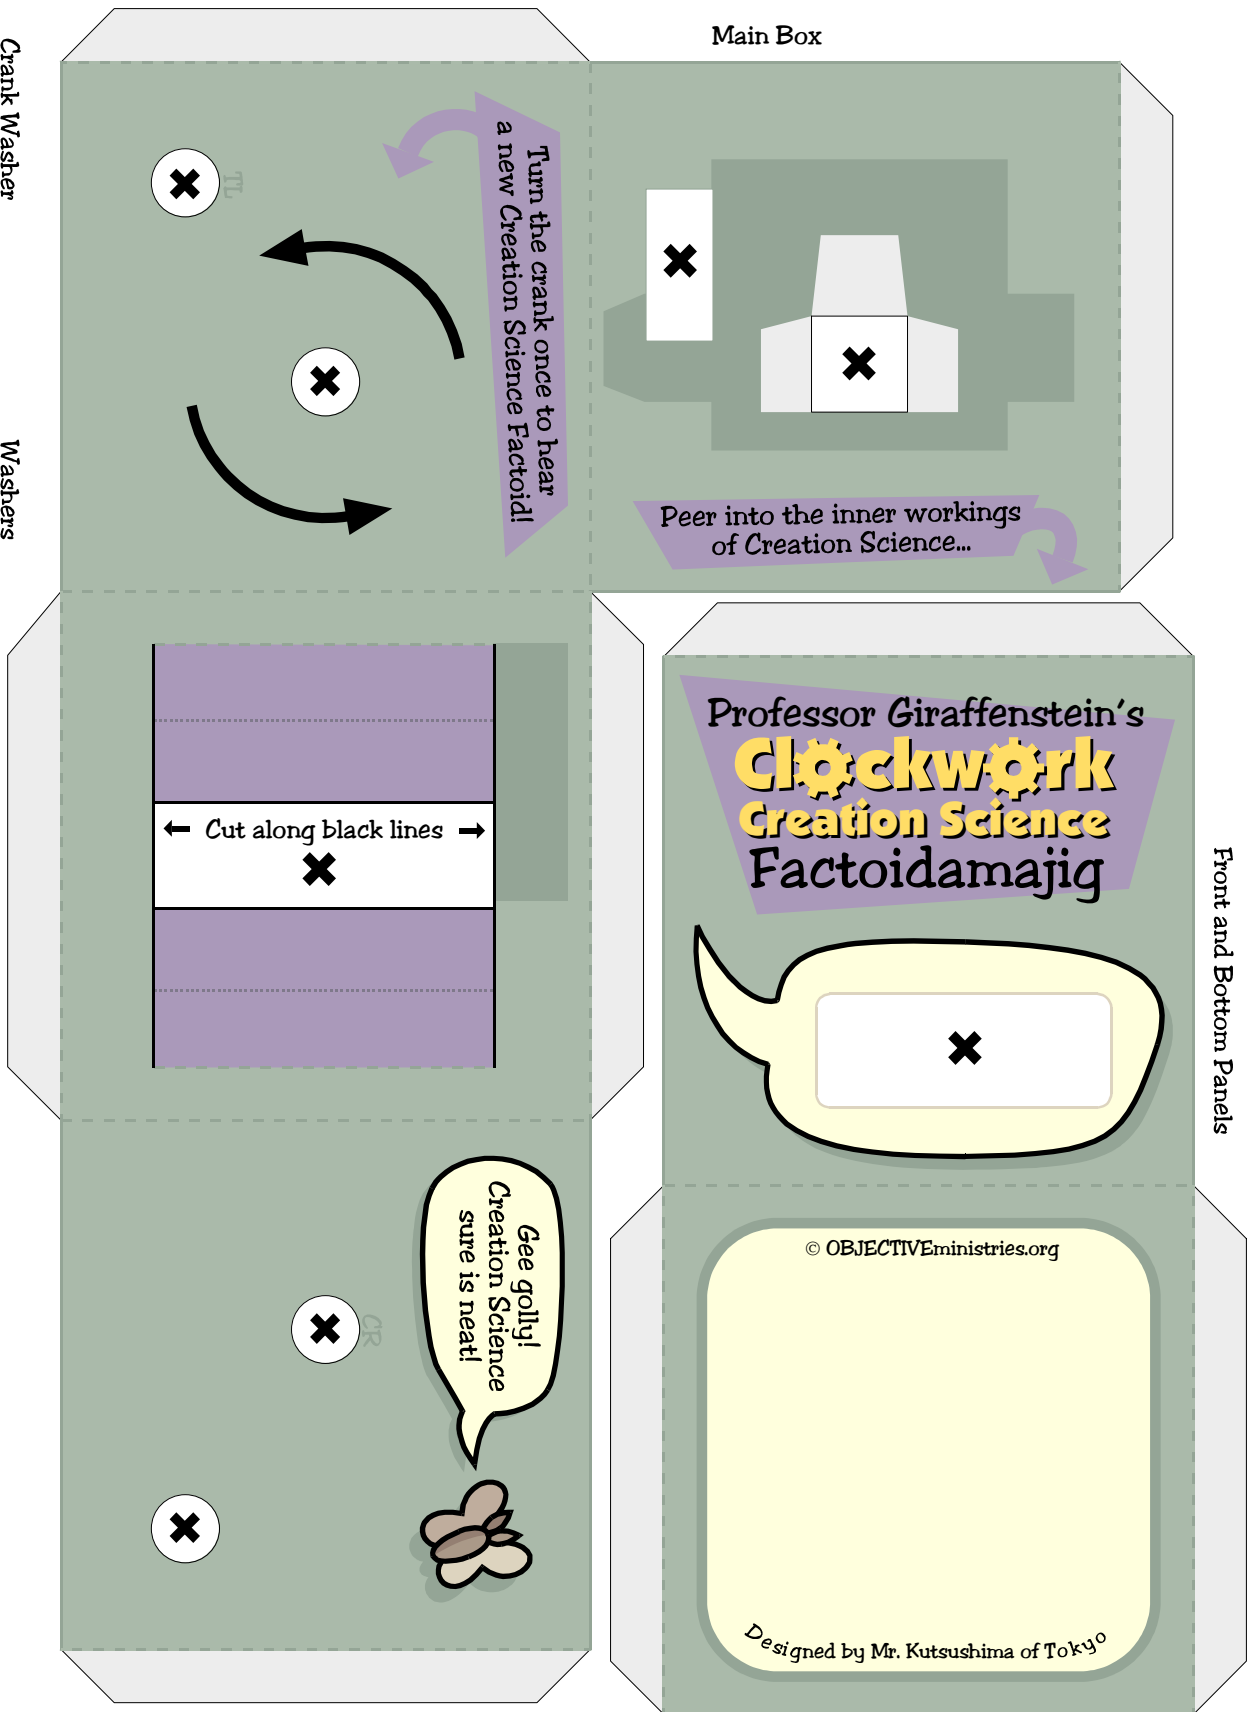 Main Box
Crank Washer
Washers
TL
Turn the crank once to hear
a new Creation Science Factoid!
Peer into the inner workings
of Creation Science...
Cut along black lines
Professor Giraffenstein's
Clockwork
Creation Science
Factoidamajig
Front and Bottom Panels
Gee golly!
Creation Science
sure is neat!
CR
© OBJECTIVEministries.org
Designed by Mr. Kutsushima of Tokyo